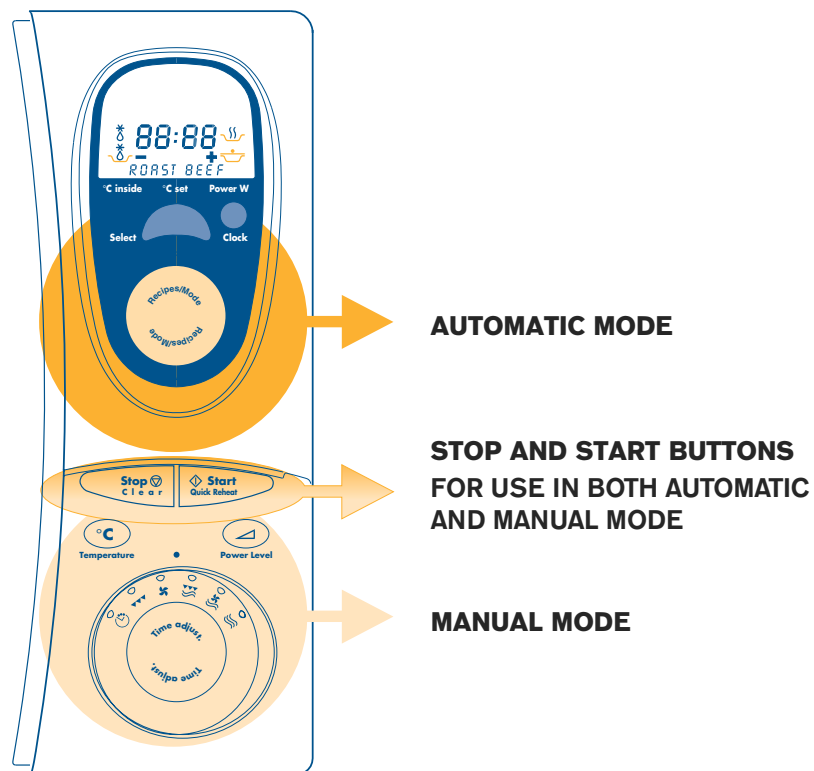 88:88
ROAST BEEF
°C inside °C set Power W
Select Clock
Recipes/Mode
Recipes/Mode
AUTOMATIC MODE
STOP AND START BUTTONS
FOR USE IN BOTH AUTOMATIC
AND MANUAL MODE
Stop Start
Clear Quick Reheat
°C
Temperature Power Level
Time adjust.
Time adjust.
MANUAL MODE